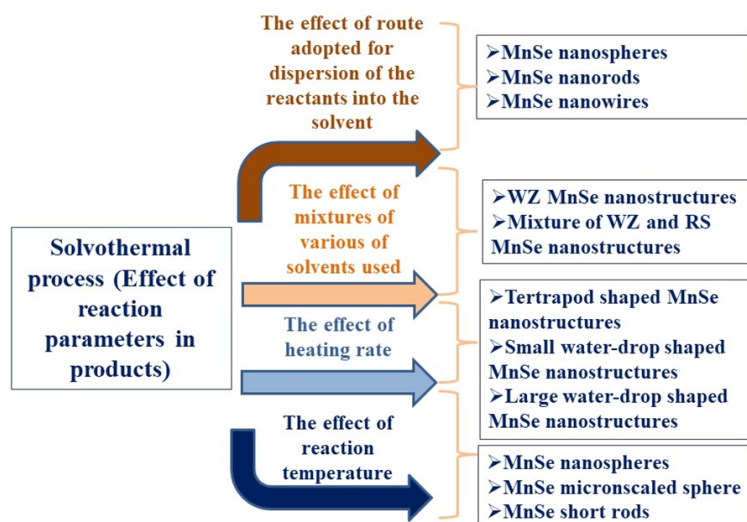 Solvothermal
process (Effect of
reaction
parameters in
products)
The effect of route
adopted for
dispersion of the
reactants into the
solvent
➢MnSe nanospheres
➢MnSe nanorods
➢MnSe nanowires
The effect of
mixtures of
various of
solvents used
➢WZ MnSe nanostructures
➢Mixture of WZ and RS
MnSe nanostructures
The effect of
heating rate
➢Tertrapod shaped MnSe
nanostructures
➢Small water-drop shaped
MnSe nanostructures
➢Large water-drop shaped
MnSe nanostructures
The effect of
reaction
temperature
➢MnSe nanospheres
➢MnSe micronscaled sphere
➢MnSe short rods